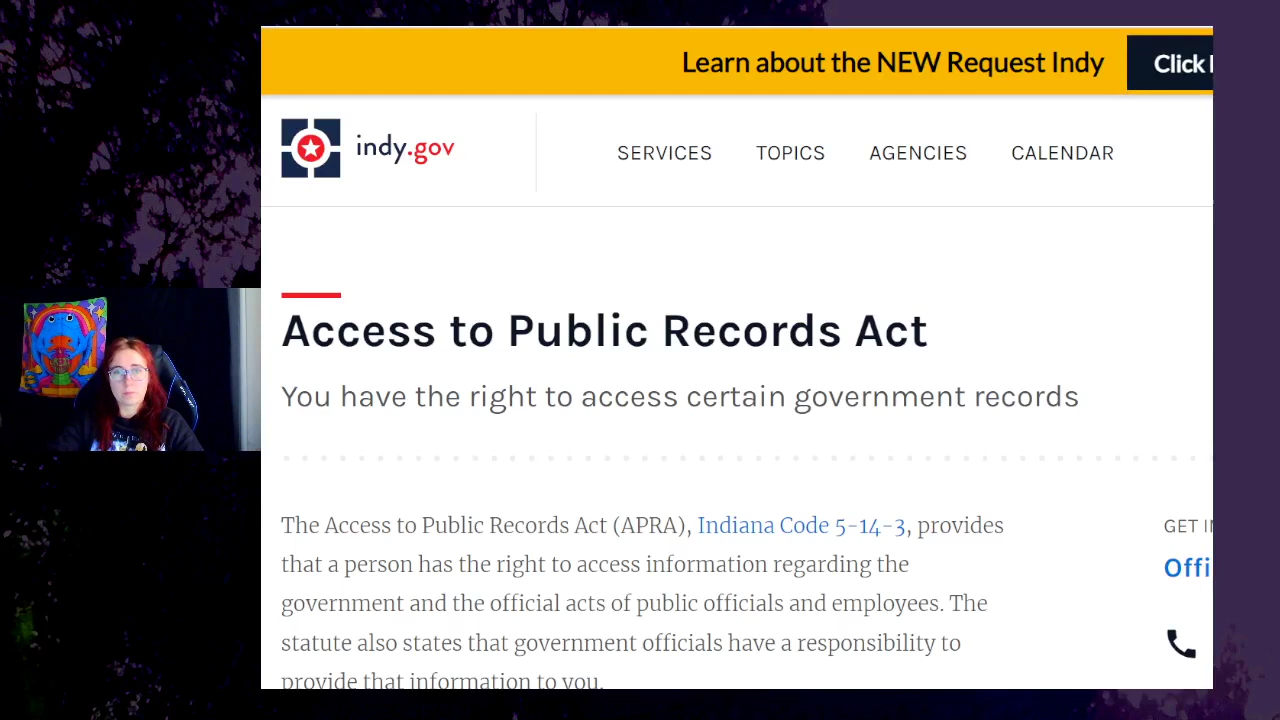 Learn about the NEW Request Indy
Click
indy.gov
SERVICES TOPICS AGENCIES CALENDAR
Access to Public Records Act
You have the right to access certain government records
The Access to Public Records Act (APRA), Indiana Code 5-14-3, provides
that a person has the right to access information regarding the
government and the official acts of public officials and employees. The
statute also states that government officials have a responsibility to
provide that information to you.
GET
Offi